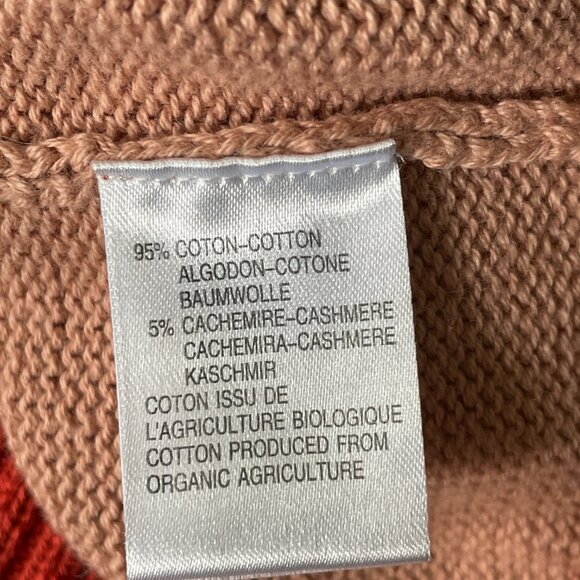 95% COTON-COTTON
ALGODON-COTONE
BAUMWOLLE
5% CACHEMIRE-CASHMERE
CACHEMIRA-CASHMERE
KASCHMIR
COTON ISSU DE
L'AGRICULTURE BIOLOGIQUE
COTTON PRODUCED FROM
ORGANIC AGRICULTURE